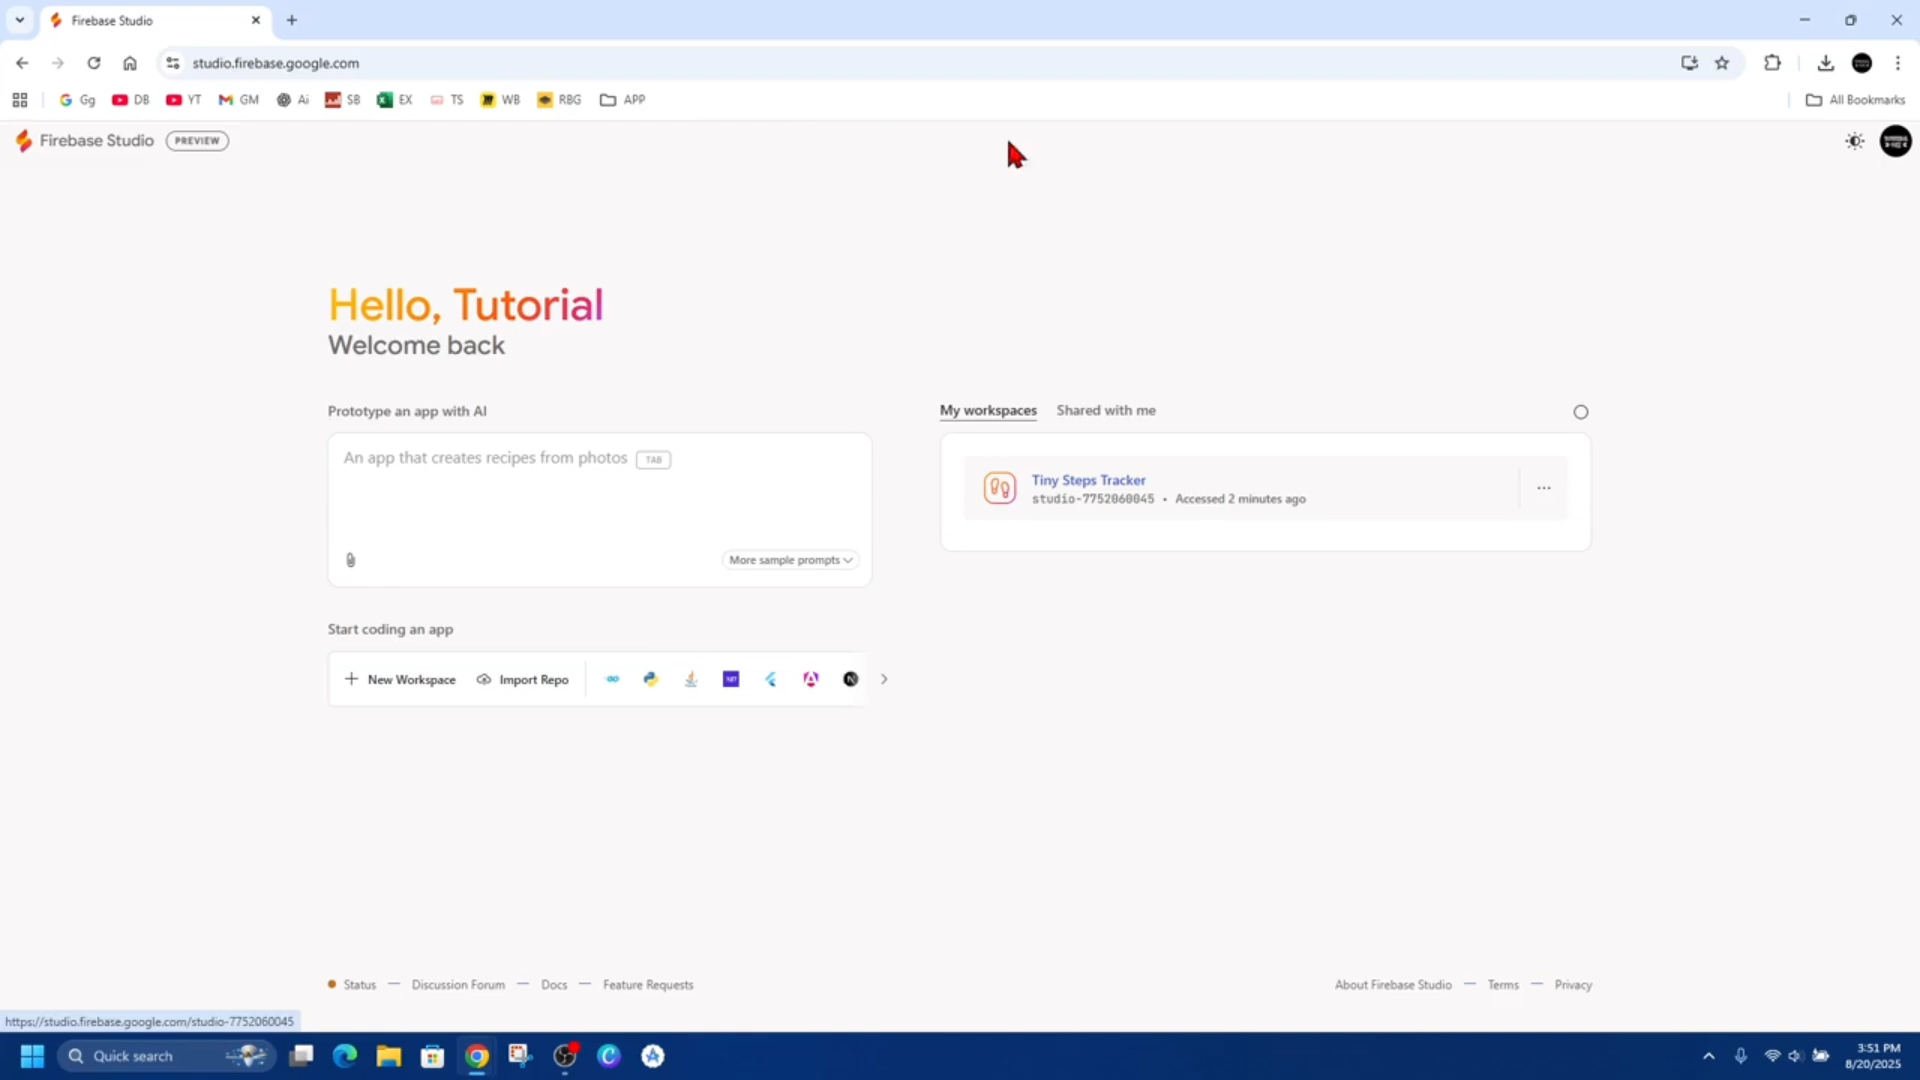 Firebase Studio
studio.firebase.google.com
Gg DB YT GM Ai SB EX TS WB RBG APP All Bookmarks
Firebase Studio PREVIEW
Hello, Tutorial
Welcome back
Prototype an app with AI
An app that creates recipes from photos TAB
More sample prompts
Start coding an app
New Workspace Import Repo
My workspaces Shared with me
Tiny Steps Tracker
studio-7752060045 • Accessed 2 minutes ago
Status — Discussion Forum — Docs — Feature Requests
About Firebase Studio — Terms — Privacy
https://studio.firebase.google.com/studio-7752060045
Quick search
3:51 PM
8/20/2025